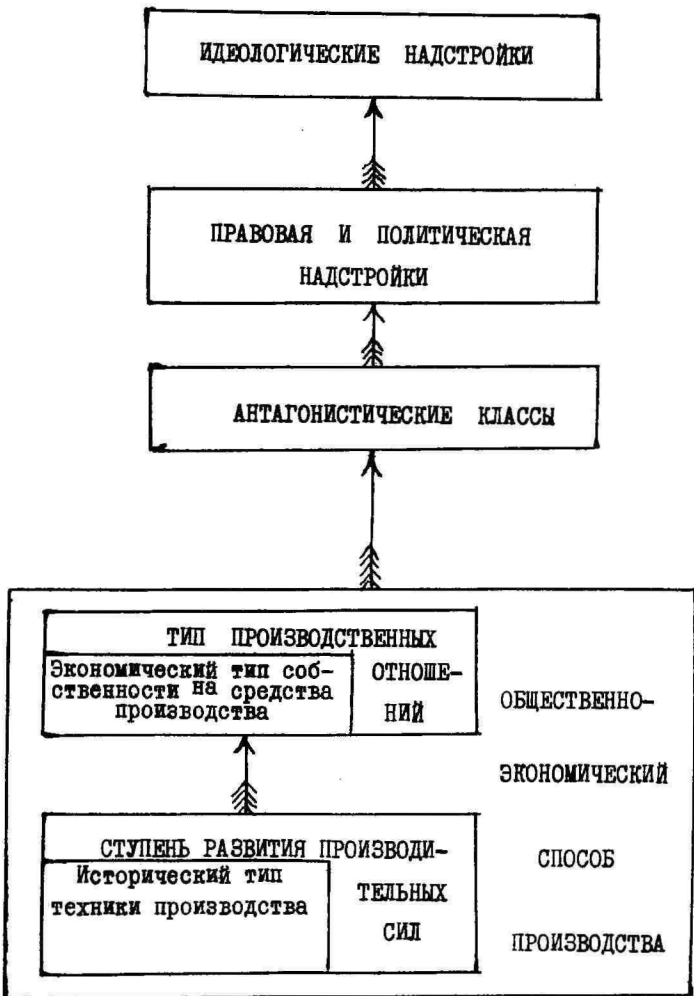 ИДЕОЛОГИЧЕСКИЕ НАДСТРОЙКИ
ПРАВОВАЯ И ПОЛИТИЧЕСКАЯ
НАДСТРОЙКИ
АНТАГОНИСТИЧЕСКИЕ КЛАССЫ
ТИП ПРОИЗВОДСТВЕННЫХ
ОТНОШЕ-
НИЙ
Экономический тип соб-
ственности на средства
производства
СТУПЕНЬ РАЗВИТИЯ ПРОИЗВОДИ-
ТЕЛЬНЫХ
СИЛ
Исторический тип
техники производства
ОБЩЕСТВЕННО-
ЭКОНОМИЧЕСКИЙ
СПОСОБ
ПРОИЗВОДСТВА